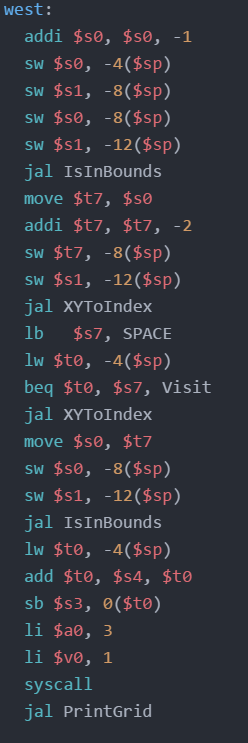 west:
addi $s0, $s0, -1
sw $s0, -4($sp)
sw $s1, -8($sp)
sw $s0, -8($sp)
sw $s1, -12($sp)
jal IsInBounds
move $t7, $s0
addi $t7, $t7, -2
sw $t7, -8($sp)
sw $s1, -12($sp)
jal XYToIndex
lb   $s7, SPACE
lw $t0, -4($sp)
beq $t0, $s7, Visit
jal XYToIndex
move $s0, $t7
sw $s0, -8($sp)
sw $s1, -12($sp)
jal IsInBounds
lw $t0, -4($sp)
add $t0, $s4, $t0
sb $s3, 0($t0)
li $a0, 3
li $v0, 1
syscall
jal PrintGrid